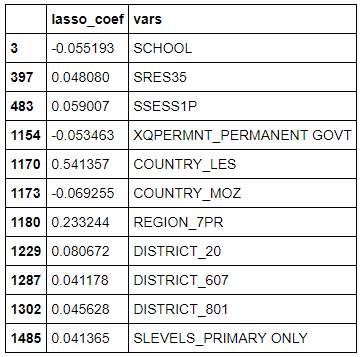 lasso_coef vars
3 -0.055193 SCHOOL
397 0.048080 SRES35
483 0.059007 SSESS1P
1154 -0.053463 XQPERMNT_PERMANENT GOVT
1170 0.541357 COUNTRY_LES
1173 -0.069255 COUNTRY_MOZ
1180 0.233244 REGION_7PR
1229 0.080672 DISTRICT_20
1287 0.041178 DISTRICT_607
1302 0.045628 DISTRICT_801
1485 0.041365 SLEVELS_PRIMARY ONLY